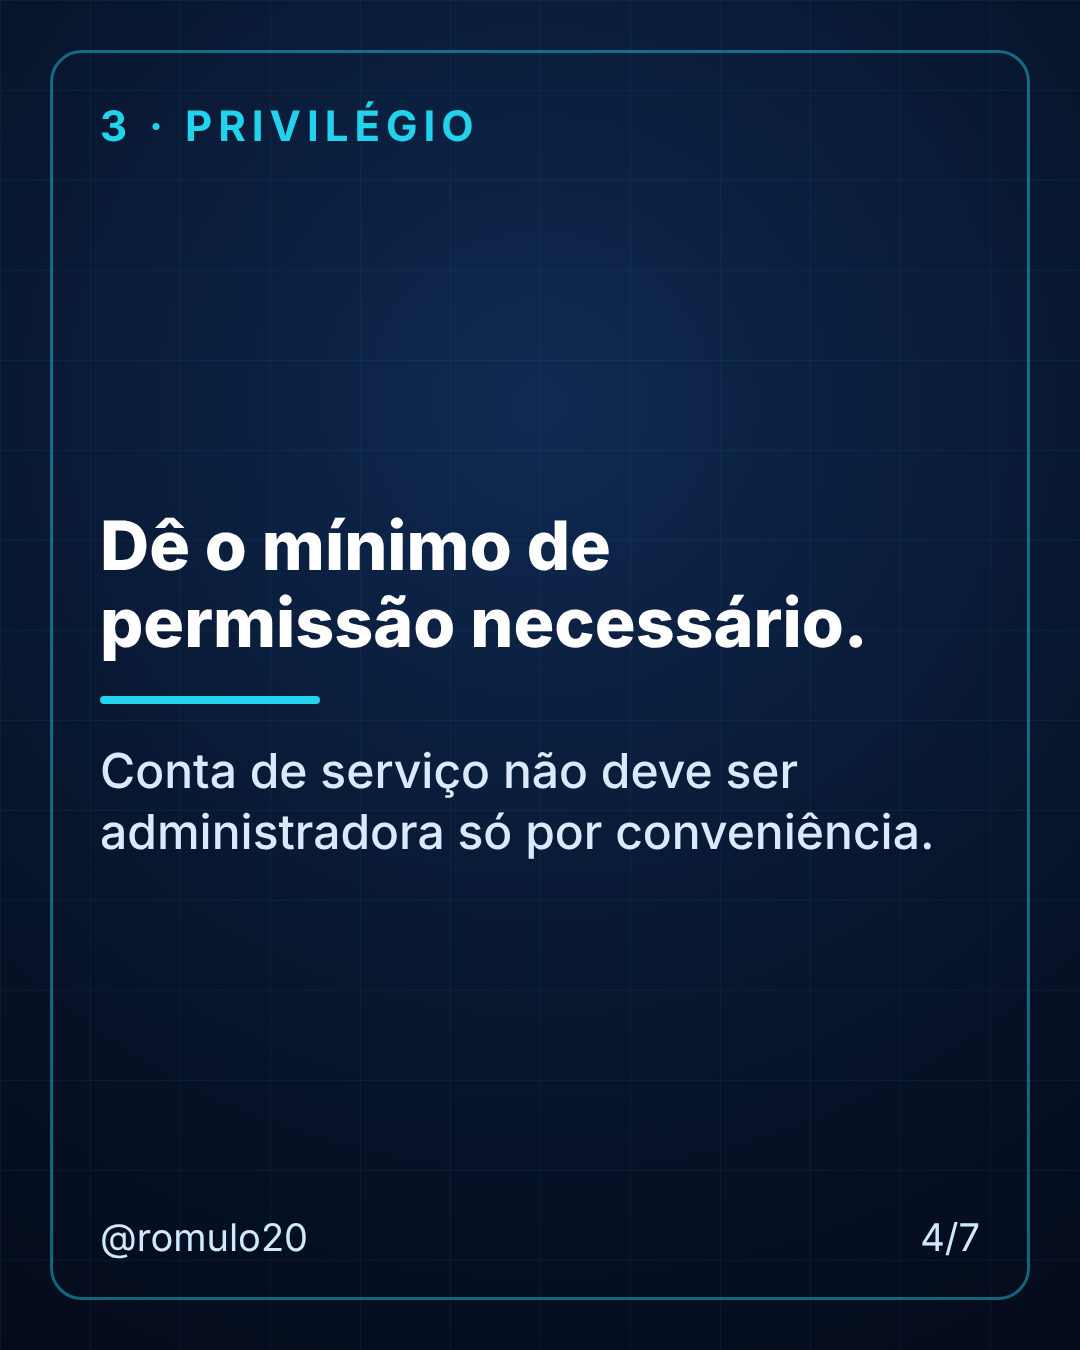 3 · PRIVILÉGIO
Dê o mínimo de
permissão necessário.
Conta de serviço não deve ser
administradora só por conveniência.
@romulo20
4/7